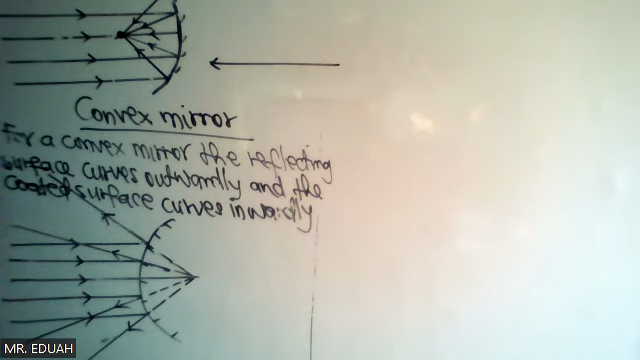 Convex mirror
For a convex mirror the reflecting
surface curves outwardly and the
coated surface curves inwardly
MR. EDUAH